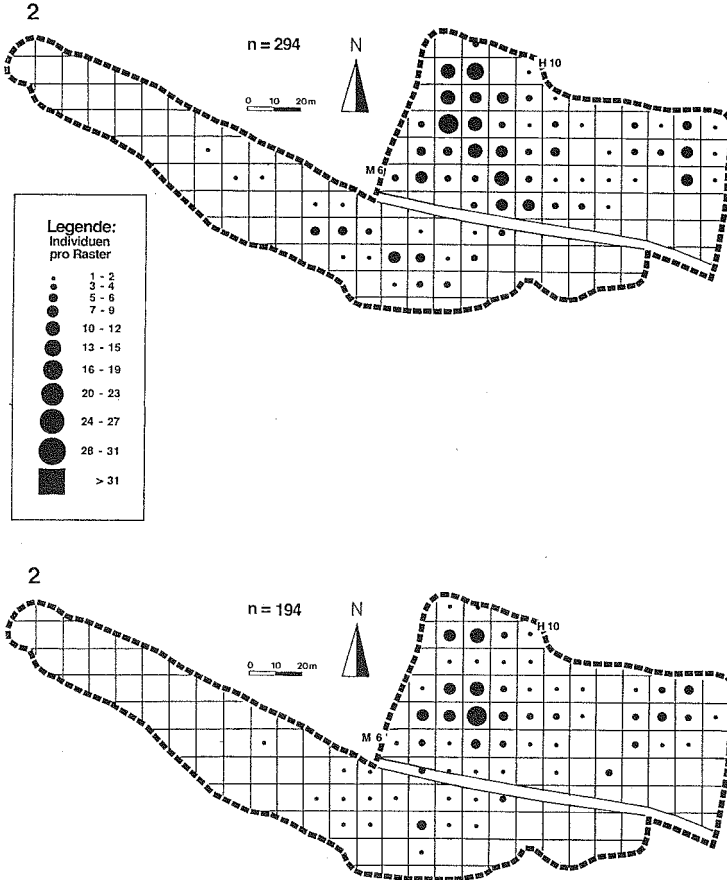 2
n = 294
N
0 10 20m
H 10
M 6
Legende:
Individuen
pro Raster
1 - 2
3 - 4
5 - 6
7 - 9
10 - 12
13 - 15
16 - 19
20 - 23
24 - 27
28 - 31
> 31
2
n = 194
N
0 10 20m
H 10
M 6